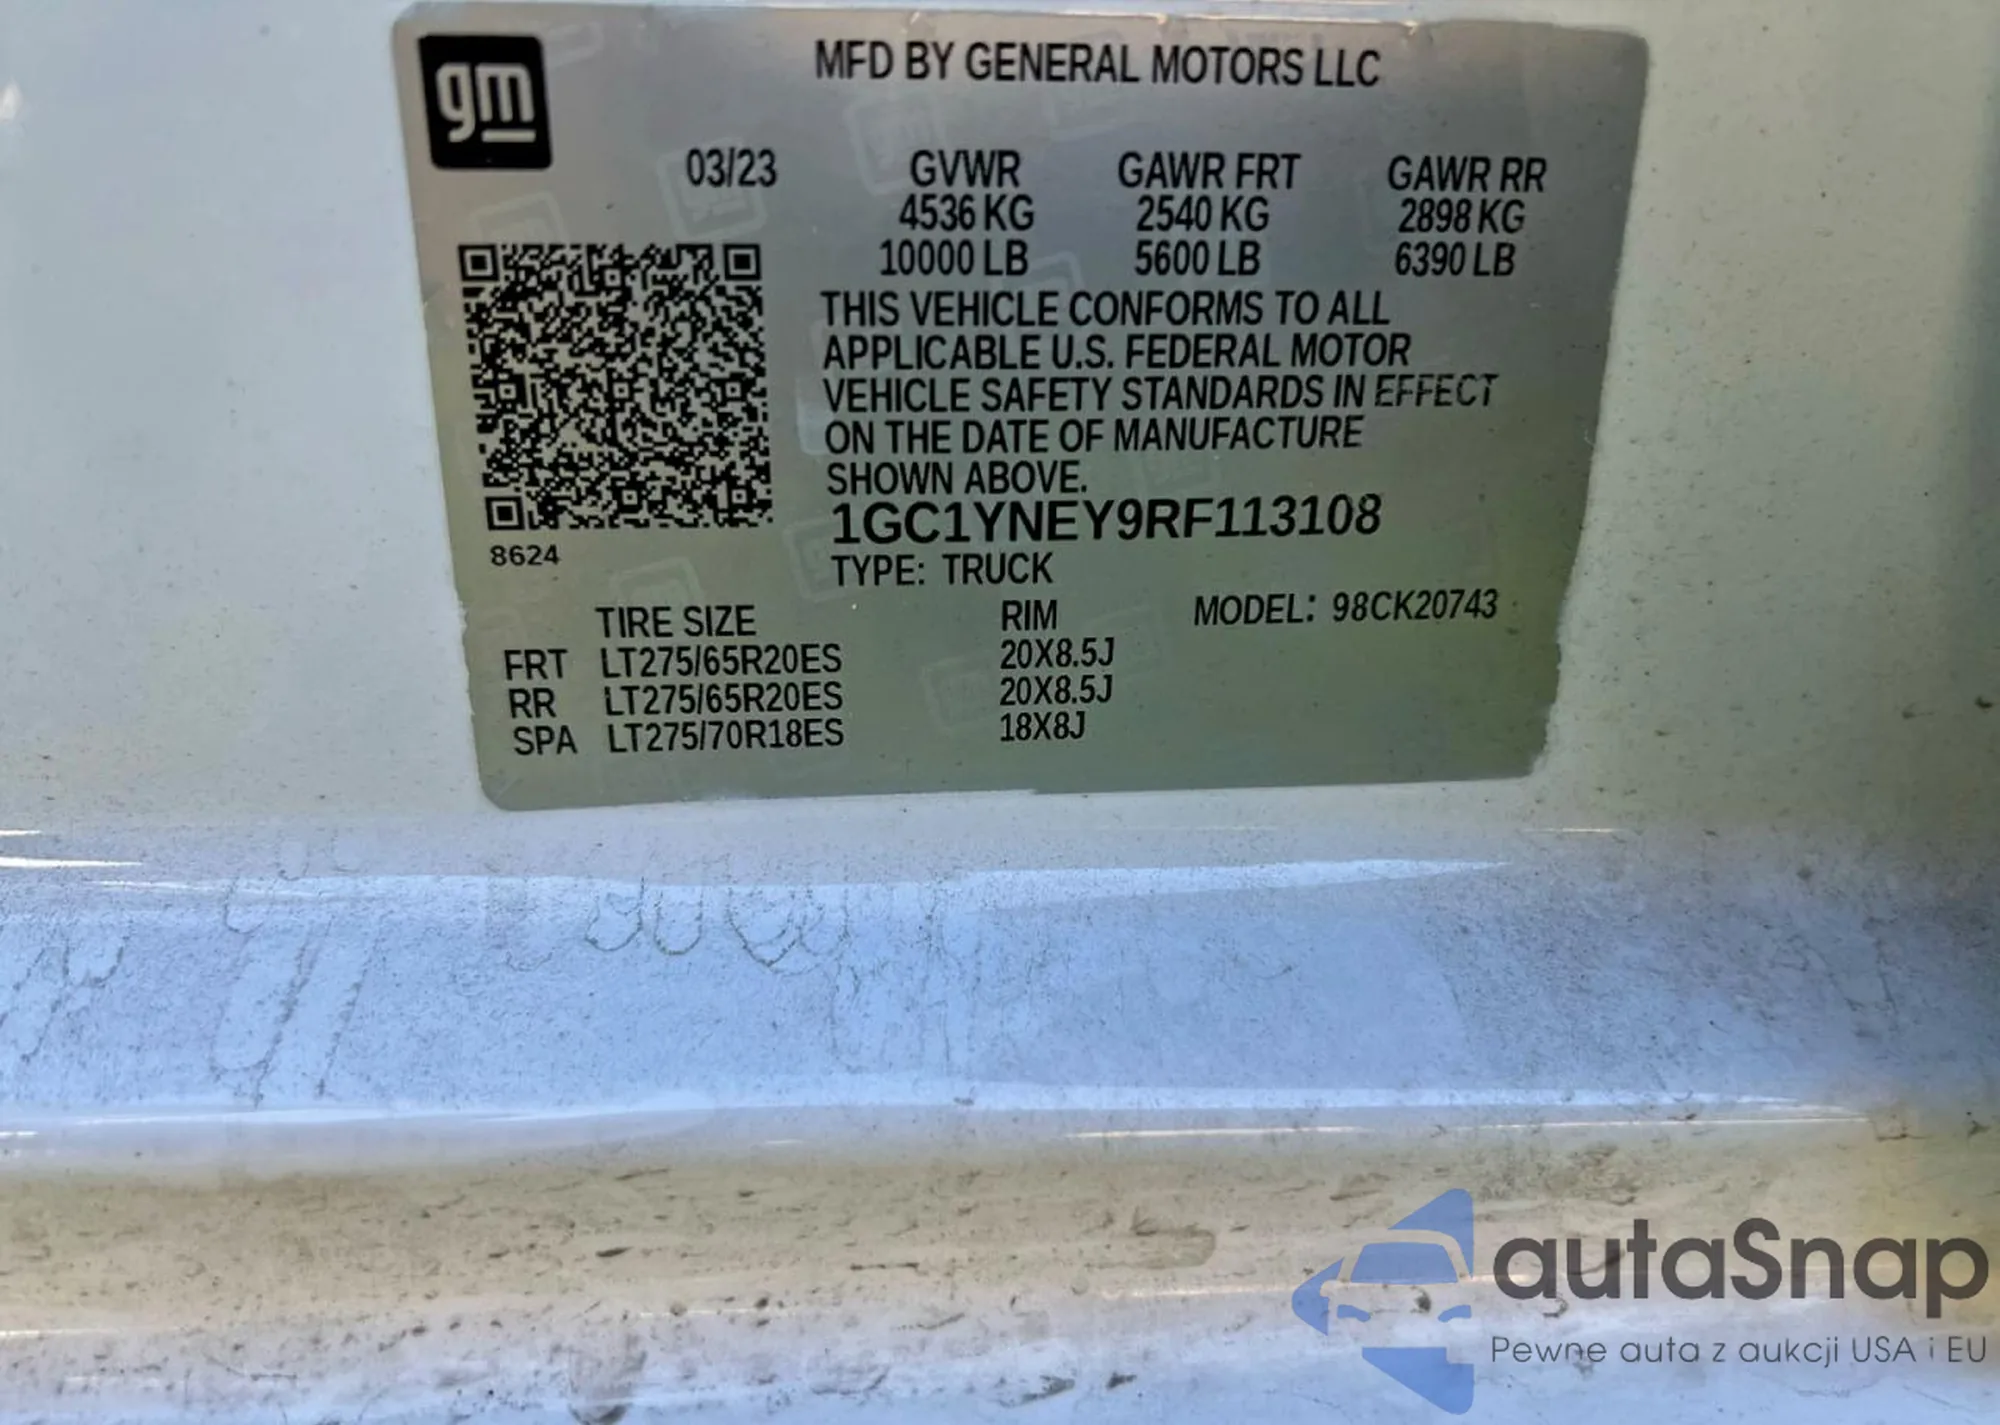 gm
MFD BY GENERAL MOTORS LLC
03/23 GVWR GAWR FRT GAWR RR
4536 KG 2540 KG 2898 KG
10000 LB 5600 LB 6390 LB
THIS VEHICLE CONFORMS TO ALL
APPLICABLE U.S. FEDERAL MOTOR
VEHICLE SAFETY STANDARDS IN EFFECT
ON THE DATE OF MANUFACTURE
SHOWN ABOVE.
1GC1YNEY9RF113108
8624
TYPE: TRUCK
TIRE SIZE RIM MODEL: 98CK20743
FRT LT275/65R20ES 20X8.5J
RR LT275/65R20ES 20X8.5J
SPA LT275/70R18ES 18X8J
autaSnap
Pewne auta z aukcji USA i EU